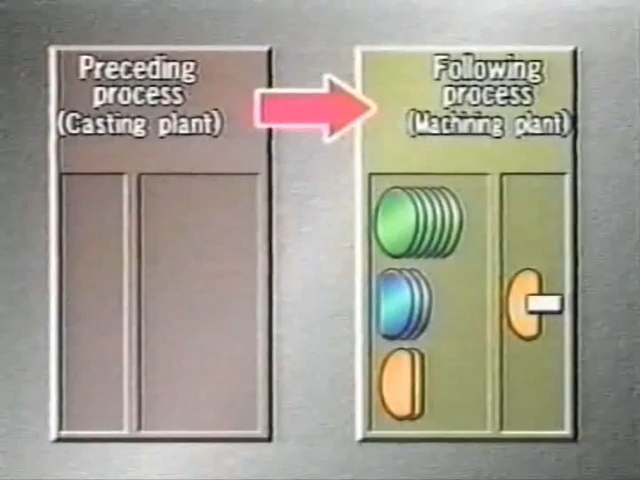 Preceding
process
(Casting plant)
Following
process
(Machining plant)